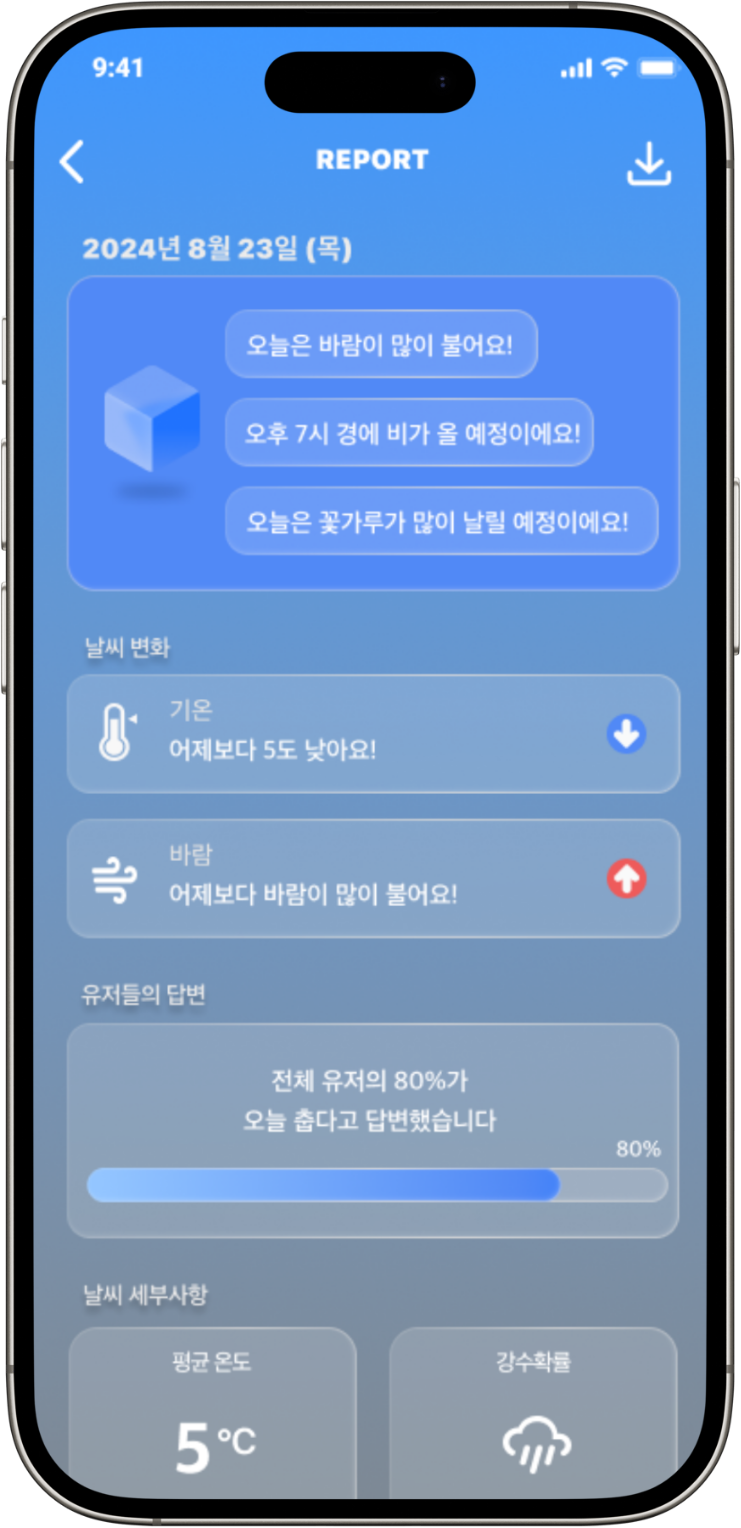 9:41
REPORT
2024년 8월 23일 (목)
오늘은 바람이 많이 불어요!
오후 7시 경에 비가 올 예정이에요!
오늘은 꽃가루가 많이 날릴 예정이에요!
날씨 변화
기온
어제보다 5도 낮아요!
바람
어제보다 바람이 많이 불어요!
유저들의 답변
전체 유저의 80%가
오늘 춥다고 답변했습니다
80%
날씨 세부사항
평균 온도
강수확률
5 °C